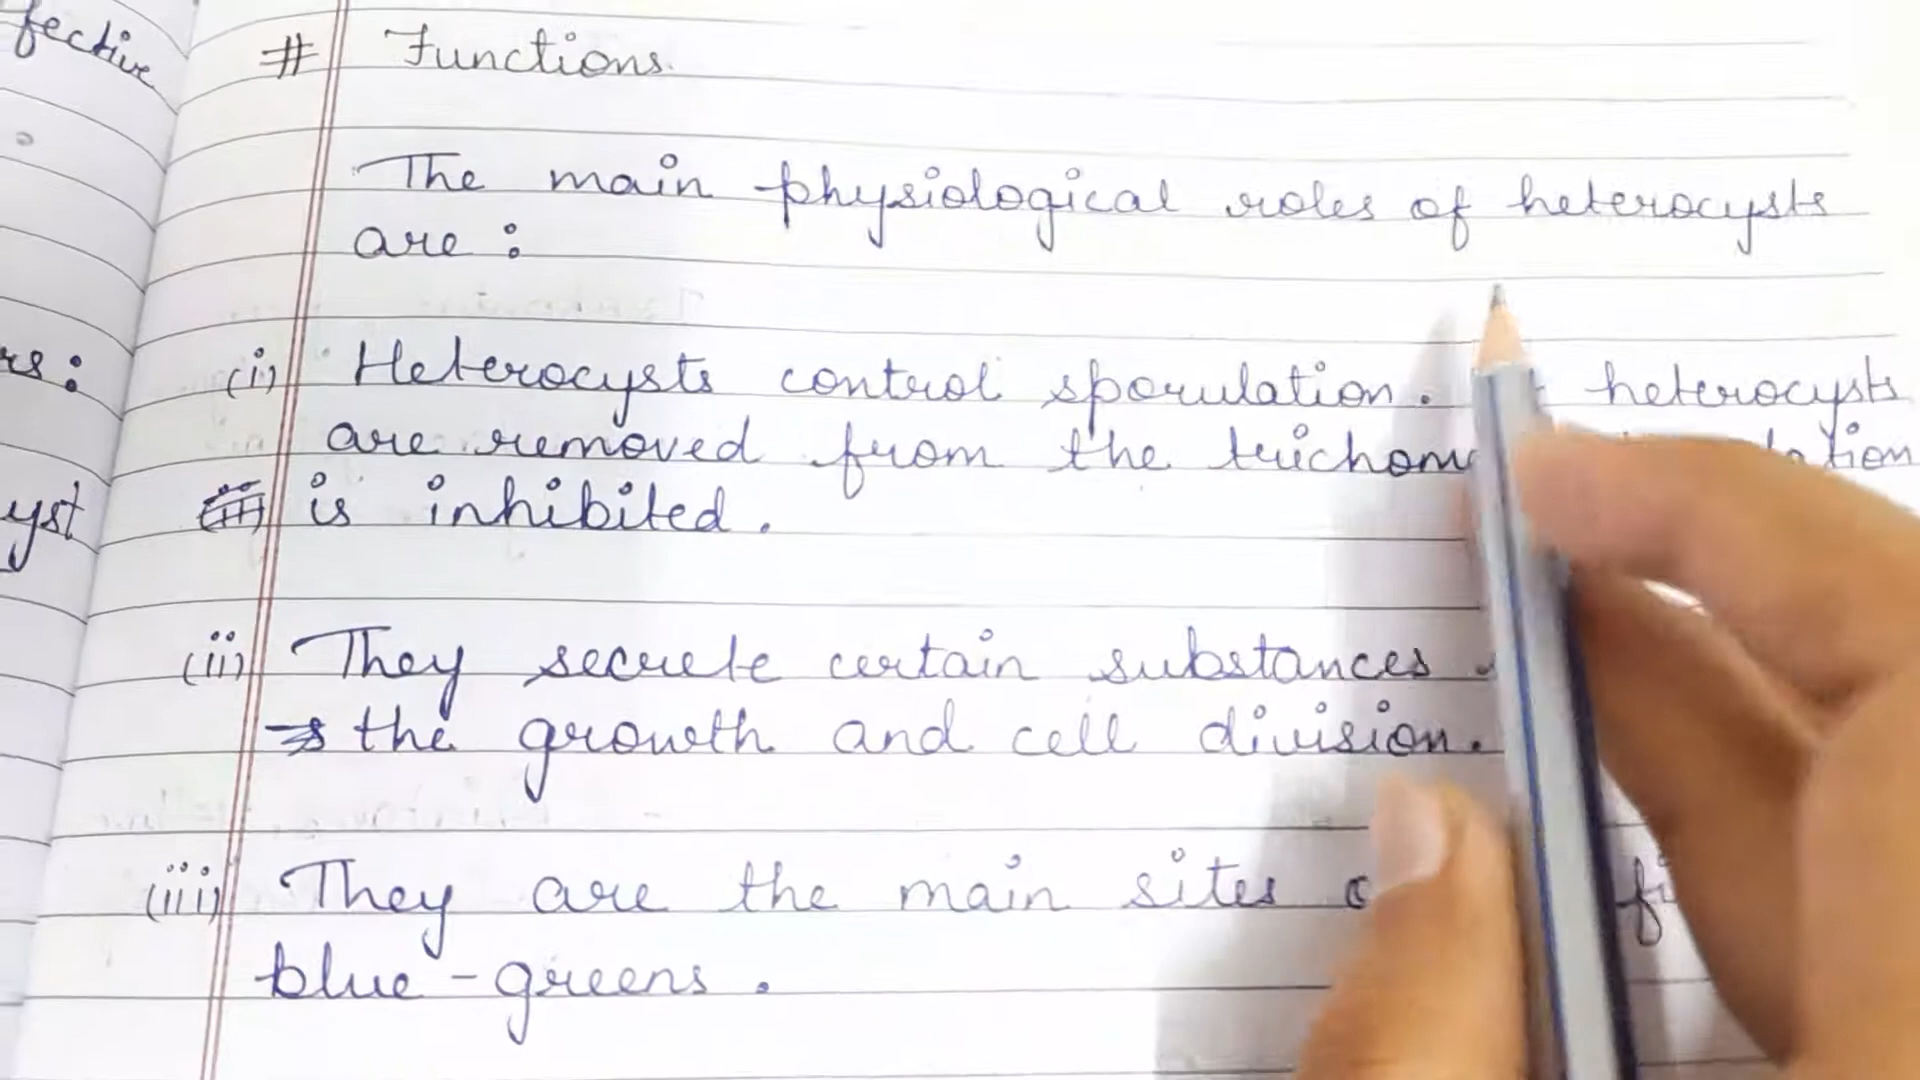 fective
# Functions.
The main physiological roles of heterocysts
are :
rs :
(i) Heterocysts control sporulation. heterocysts
are removed from the
yst
is inhibited.
(ii) They secrete certain substances
the growth and cell division.
(iii) They are the main sites
blue-greens.